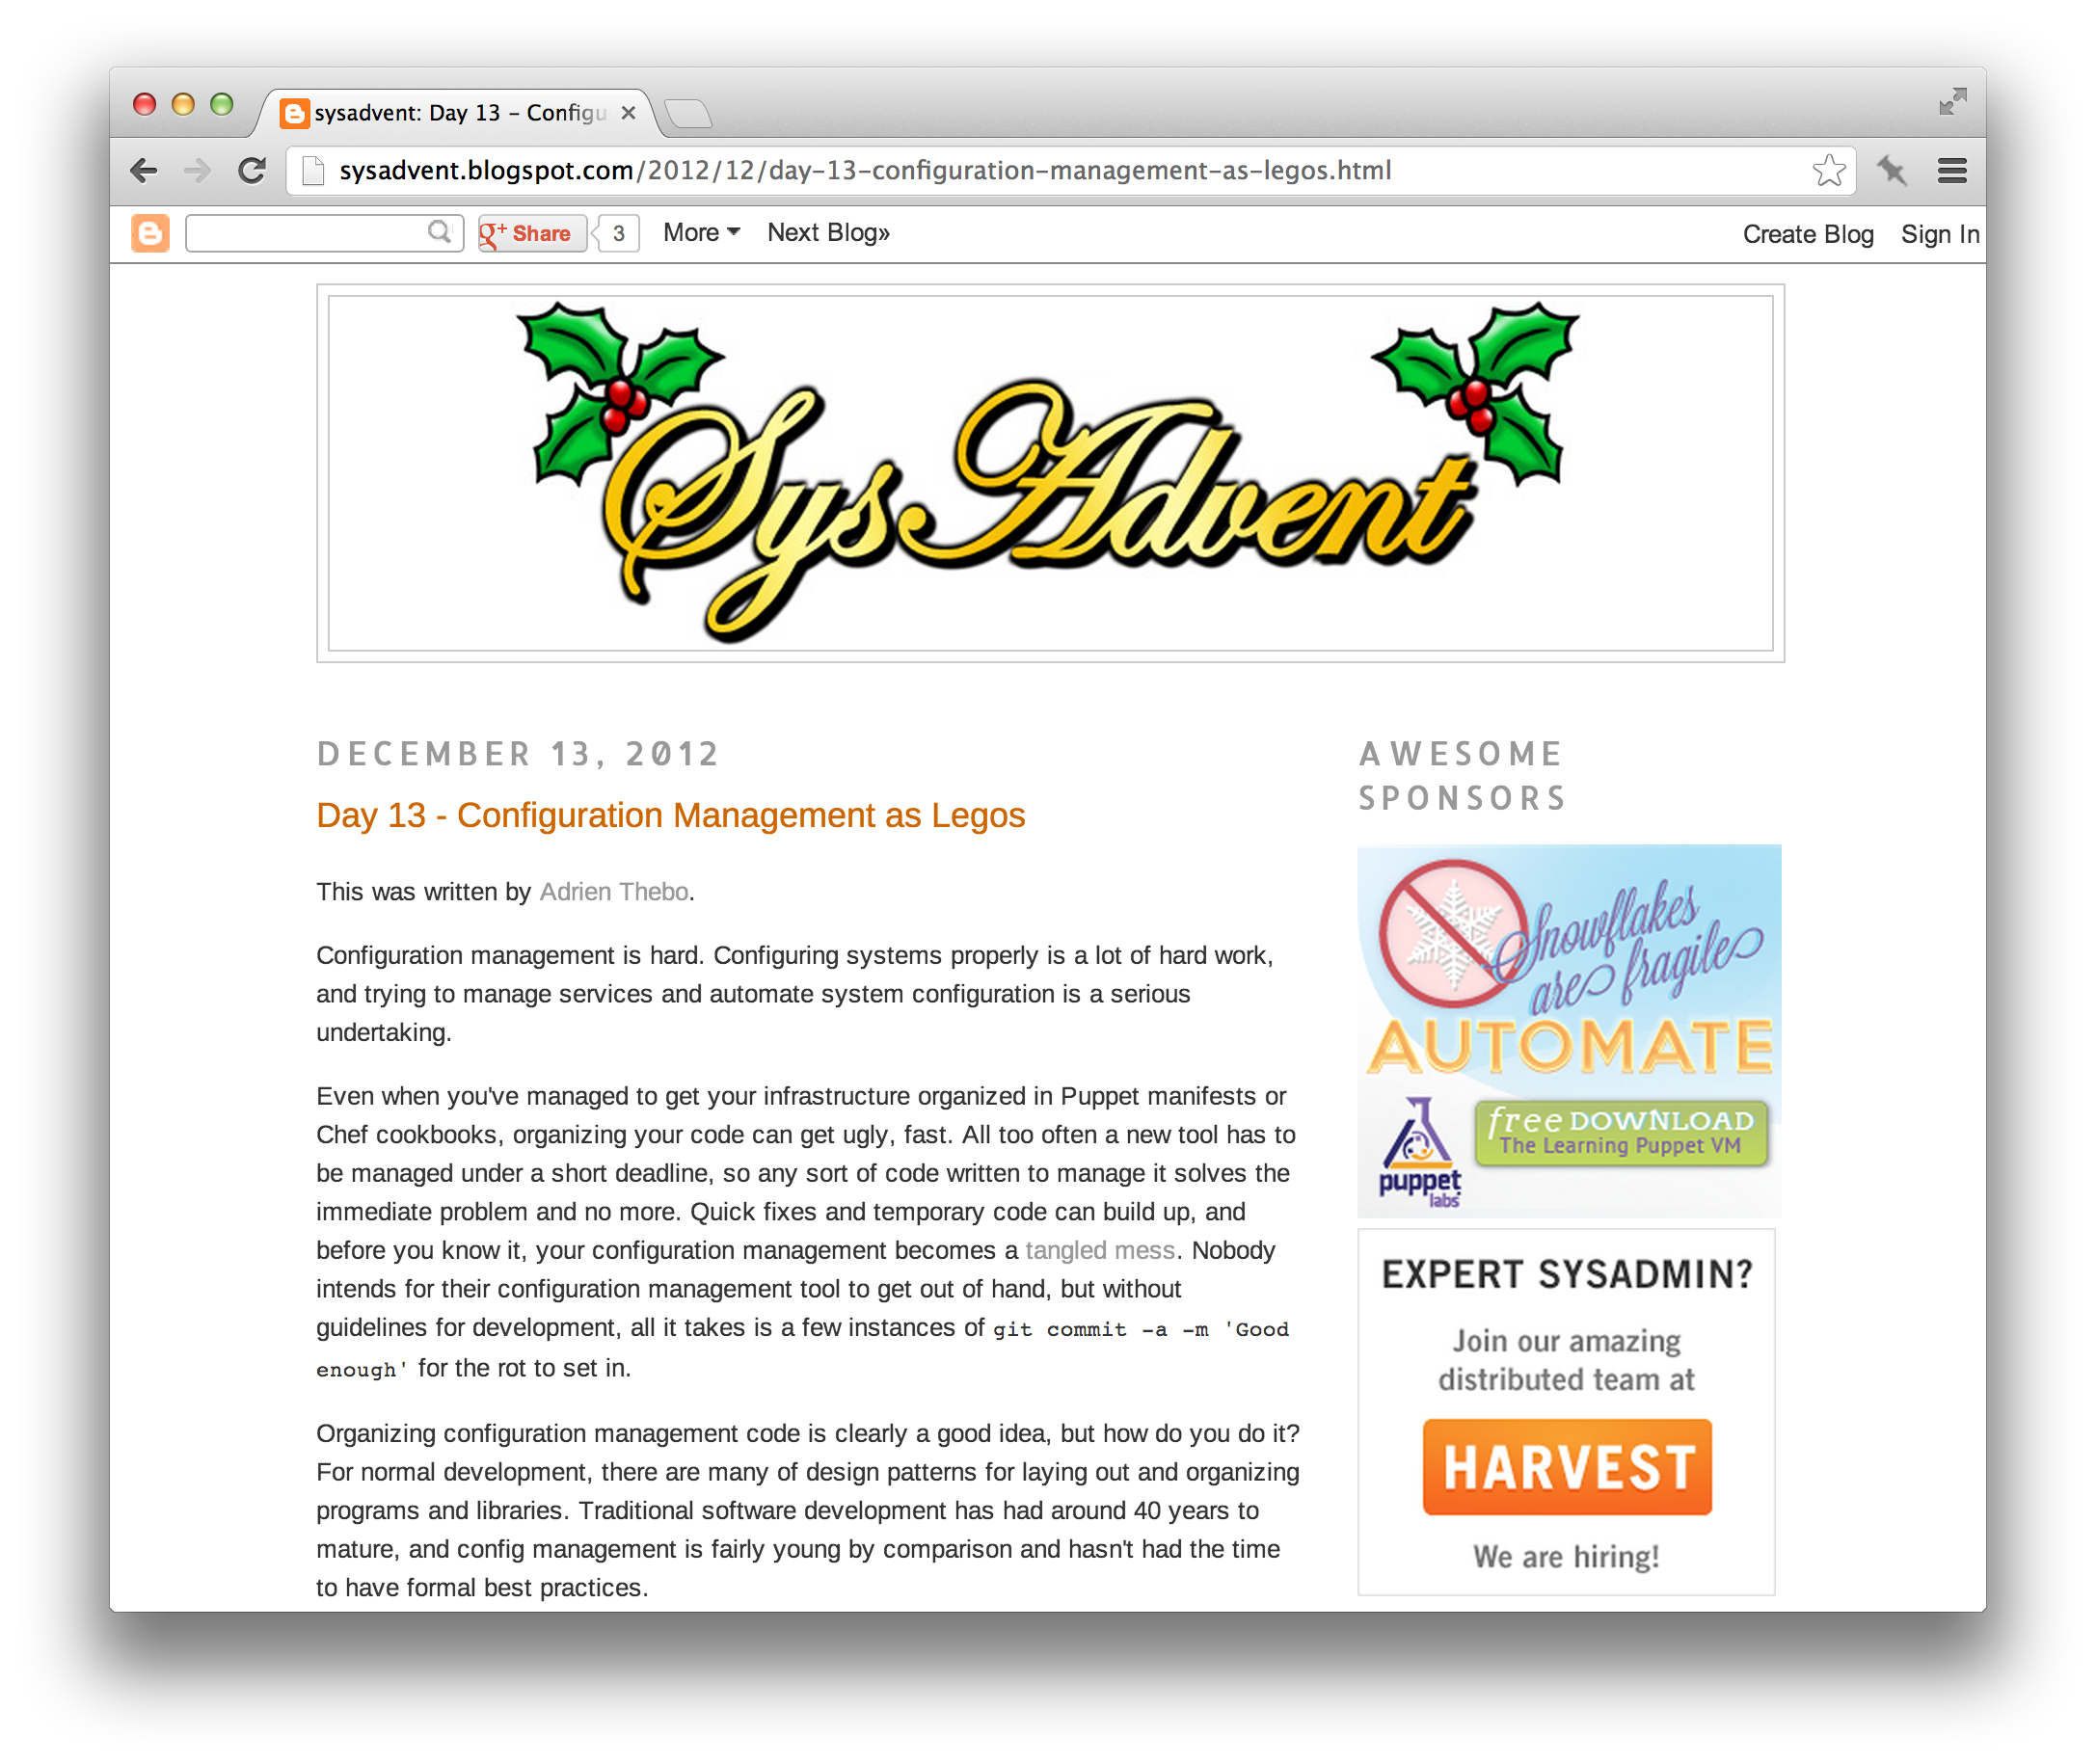 sysadvent: Day 13 – Configu
sysadvent.blogspot.com/2012/12/day-13-configuration-management-as-legos.html
g+ Share 3 More Next Blog» Create Blog Sign In
SysAdvent
DECEMBER 13, 2012
Day 13 - Configuration Management as Legos
This was written by Adrien Thebo.
Configuration management is hard. Configuring systems properly is a lot of hard work,
and trying to manage services and automate system configuration is a serious
undertaking.
Even when you've managed to get your infrastructure organized in Puppet manifests or
Chef cookbooks, organizing your code can get ugly, fast. All too often a new tool has to
be managed under a short deadline, so any sort of code written to manage it solves the
immediate problem and no more. Quick fixes and temporary code can build up, and
before you know it, your configuration management becomes a tangled mess. Nobody
intends for their configuration management tool to get out of hand, but without
guidelines for development, all it takes is a few instances of git commit -a -m 'Good
enough' for the rot to set in.
Organizing configuration management code is clearly a good idea, but how do you do it?
For normal development, there are many of design patterns for laying out and organizing
programs and libraries. Traditional software development has had around 40 years to
mature, and config management is fairly young by comparison and hasn't had the time
to have formal best practices.
AWESOME
SPONSORS
Snowflakes
are fragile
AUTOMATE
free DOWNLOAD
The Learning Puppet VM
puppet
labs
EXPERT SYSADMIN?
Join our amazing
distributed team at
HARVEST
We are hiring!